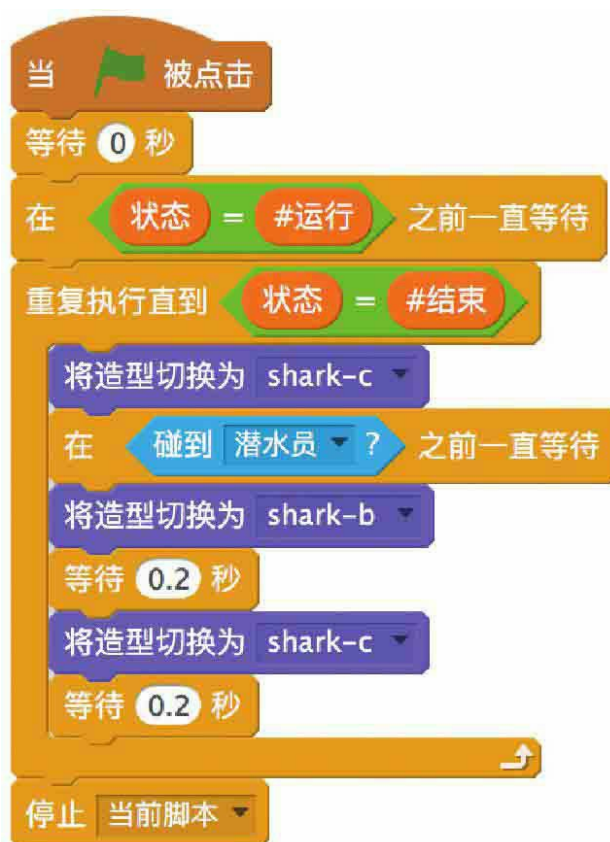 当 被点击
等待 0 秒
在 状态 = #运行 之前一直等待
重复执行直到 状态 = #结束
将造型切换为 shark-c
在 碰到 潜水员 ? 之前一直等待
将造型切换为 shark-b
等待 0.2 秒
将造型切换为 shark-c
等待 0.2 秒
停止 当前脚本